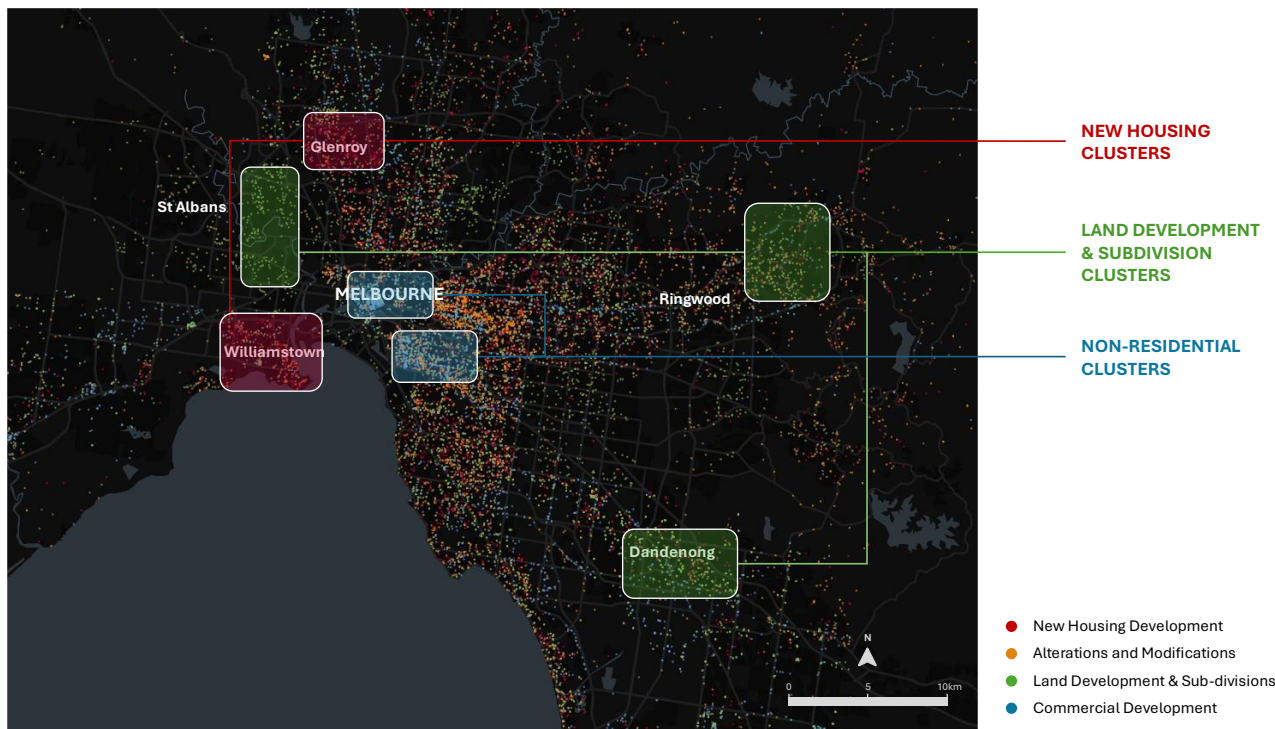 Glenroy
St Albans
MELBOURNE
Ringwood
Williamstown
Dandenong
NEW HOUSING
CLUSTERS
LAND DEVELOPMENT
& SUBDIVISION
CLUSTERS
NON-RESIDENTIAL
CLUSTERS
N
0
5
10km
New Housing Development
Alterations and Modifications
Land Development & Sub-divisions
Commercial Development